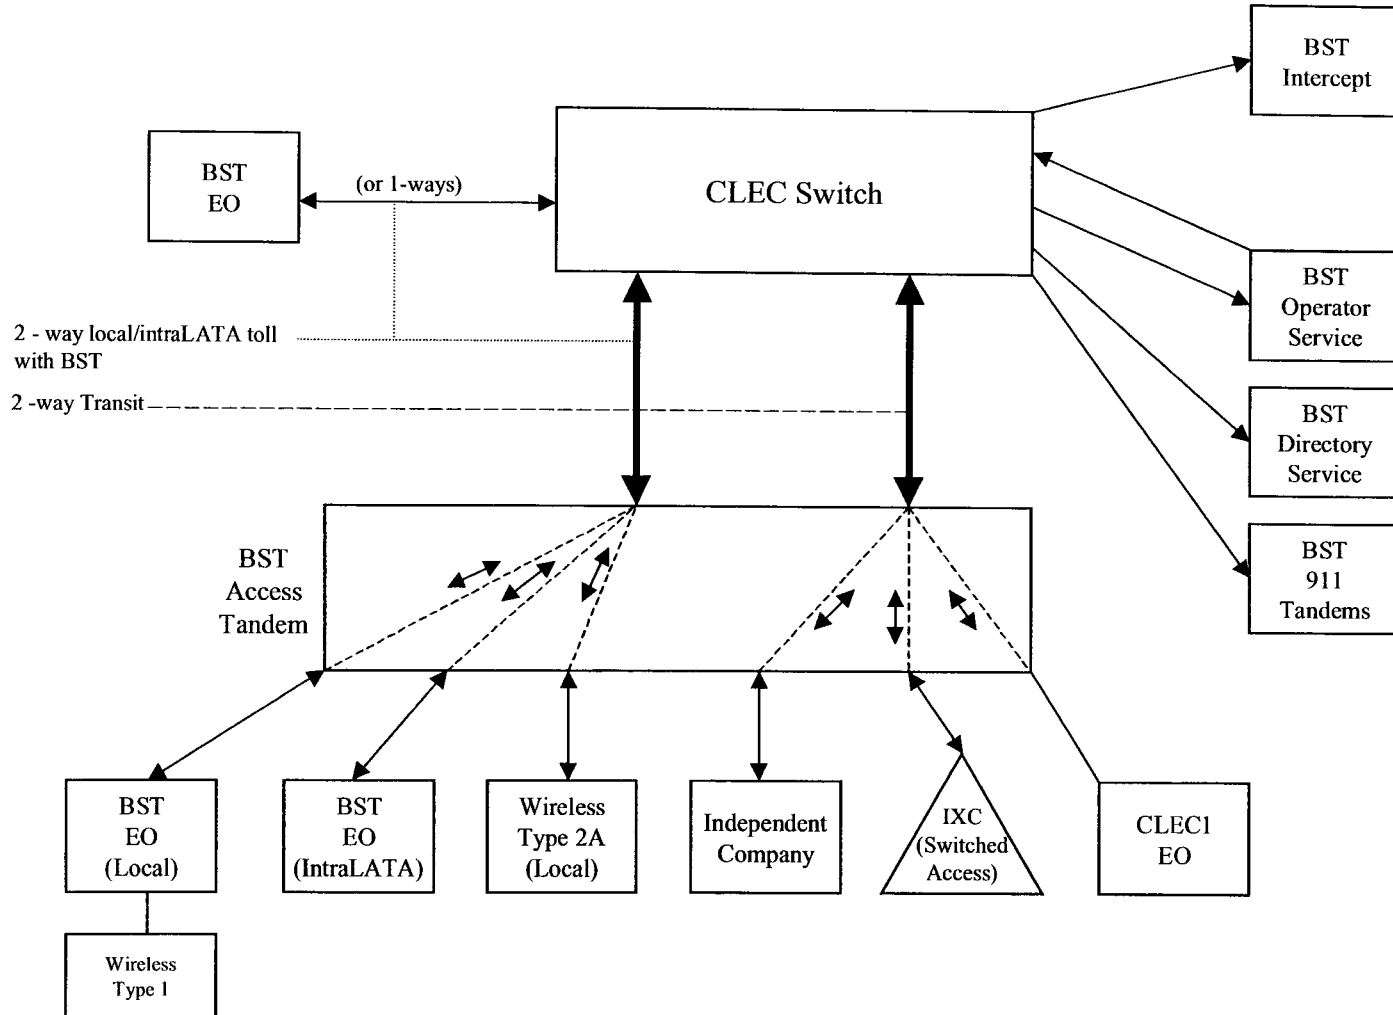 BST
Intercept
BST
EO
(or 1-ways)
CLEC Switch
BST
Operator
Service
2 - way local/intraLATA toll
with BST
2 -way Transit
BST
Directory
Service
BST
911
Tandems
BST
Access
Tandem
BST
EO
(Local)
BST
EO
(IntraLATA)
Wireless
Type 2A
(Local)
Independent
Company
IXC
(Switched
Access)
CLEC1
EO
Wireless
Type 1